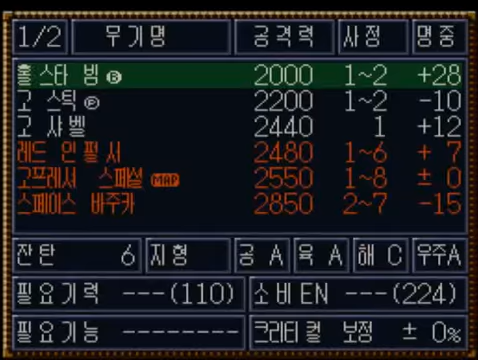 1/2 무기명 공격력 사정 명중
홀스타 빔 Ⓑ 2000 1~2 +28
고 스틱 Ⓟ 2200 1~2 -10
고 샤벨 2440 1 +12
레드 인펄서 2480 1~6 + 7
고프레셔 스페셜 MAP 2550 1~8 ± 0
스페이스 바주카 2850 2~7 -15
잔탄 6 지형 공 A 육 A 해 C 우주A
필요기력 ---(110) 소비EN ---(224)
필요기능 -------- 크리티컬 보정 ± 0%